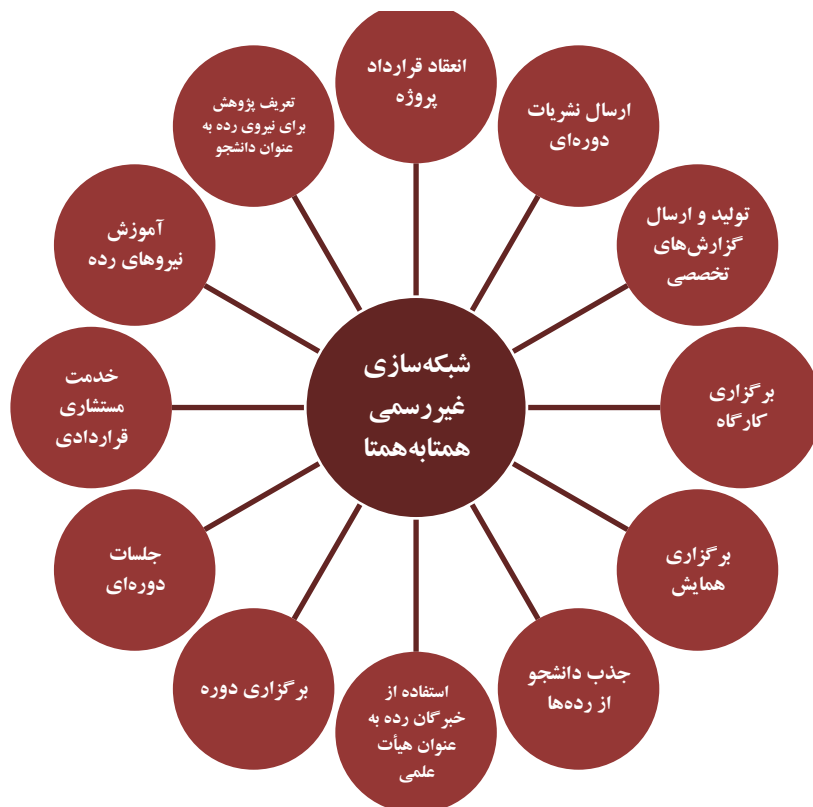 انعقاد قرارداد
پروژه
ارسال نشریات
دوره‌ای
تولید و ارسال
گزارش‌های
تخصصی
برگزاری
کارگاه
برگزاری
همایش
جذب دانشجو
از رده‌ها
استفاده از
خبرگان رده به
عنوان هیأت
علمی
برگزاری دوره
جلسات
دوره‌ای
خدمت
مستشاری
قراردادی
آموزش
نیروهای رده
تعریف پژوهش
برای نیروی رده به
عنوان دانشجو
شبکه‌سازی
غیررسمی
همتابه‌همتا